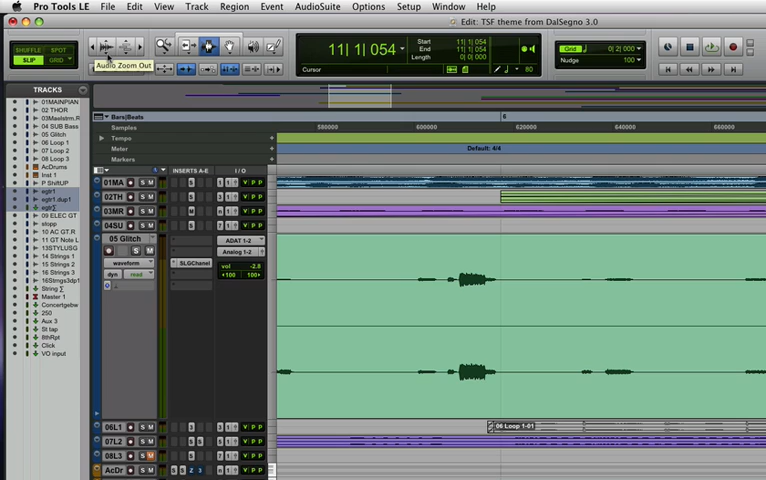 Pro Tools LE File Edit View Track Region Event AudioSuite Options Setup Window
Edit: TSF theme from DalSegno 3.0
SHUFFLE SPOT
SLIP GRID
Audio Zoom Out
11| 1| 054
Start 11| 1| 054
End 11| 1| 054
Length 0| 0| 000
Cursor
80
Grid 0| 2| 000
Nudge 100
TRACKS
01MAINPIAN
02 THOR
03Maelstrm.R
04 SUB Bass
05 Glitch
06 Loop 1
07 Loop 2
08 Loop 3
AcDrums
Inst 1
P ShiftUP
egtr1
egtr1.dup1
egtr∑
09 ELEC GT
stopp
10 AC GT.R
11 GT Note L
13STYLUSG
14 Strings 1
15 Strings 2
16 Strings 3
16Strngs3dp1
String ∑
Master 1
Concertgebw
250
Aux 3
St tap
8thRpt
Click
VO input
Bars|Beats
6
Samples
580000 600000 640000 660000
Tempo
Meter
Default: 4/4
Markers
INSERTS A-E I / O
01MA S M
02TH S M
03MR S M
04SU S M
05 Glitch
S M
waveform
dyn read
SLGChanel
ADAT 1-2
Analog 1-2
vol -2.8
100 100
06L1 S M
06 Loop 1-01
07L2 S M
08L3 S M
AcDr S M